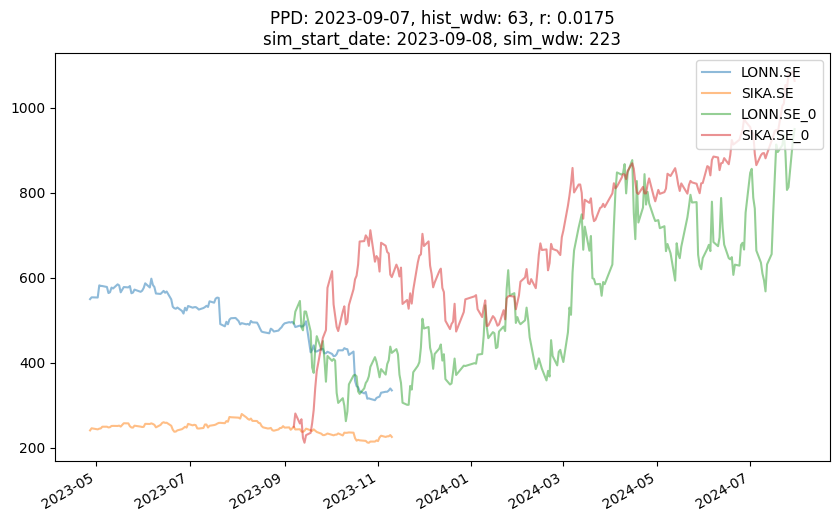 PPD: 2023-09-07, hist_wdw: 63, r: 0.0175
sim_start_date: 2023-09-08, sim_wdw: 223
LONN.SE
SIKA.SE
LONN.SE_0
SIKA.SE_0
1000
800
600
400
200
2023-05
2023-07
2023-09
2023-11
2024-01
2024-03
2024-05
2024-07